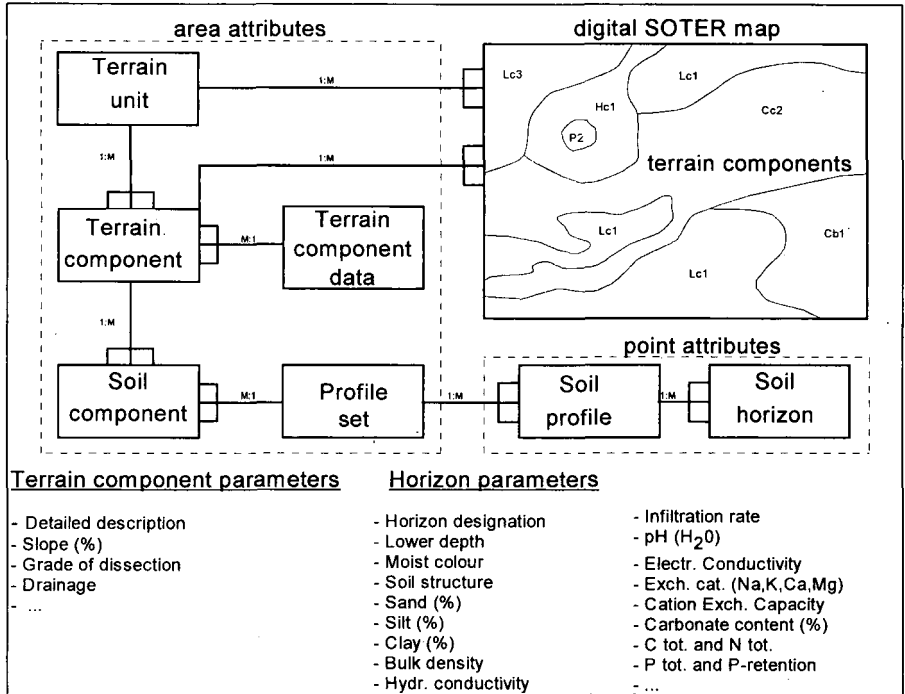 area attributes
digital SOTER map
Terrain
unit
1:M
Lc3
Lc1
Hc1
Cc2
P2
1:M
1:M
terrain components
Terrain
component
M:1
Terrain
component
data
Lc1
Cb1
Lc1
1:M
point attributes
Soil
component
M:1
Profile
set
1:M
Soil
profile
1:M
Soil
horizon
Terrain component parameters
- Detailed description
- Slope (%)
- Grade of dissection
- Drainage
- ...
Horizon parameters
- Horizon designation
- Lower depth
- Moist colour
- Soil structure
- Sand (%)
- Silt (%)
- Clay (%)
- Bulk density
- Hydr. conductivity
- Infiltration rate
- pH (H20)
- Electr. Conductivity
- Exch. cat. (Na,K,Ca,Mg)
- Cation Exch. Capacity
- Carbonate content (%)
- C tot. and N tot.
- P tot. and P-retention
- ...